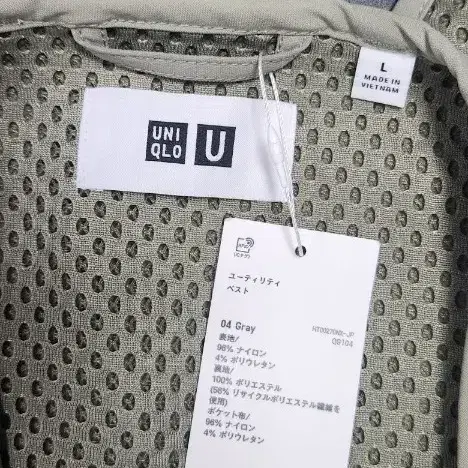 UNI
QLO
U
L
MADE IN
VIETNAM
ユーティリティ
ベスト
04 Gray
表地/
96% ナイロン
4% ポリウレタン
裏地/
100% ポリエステル
(56% リサイクルポリエステル繊維を
使用)
ポケット布/
96% ナイロン
4% ポリウレタン
QS104